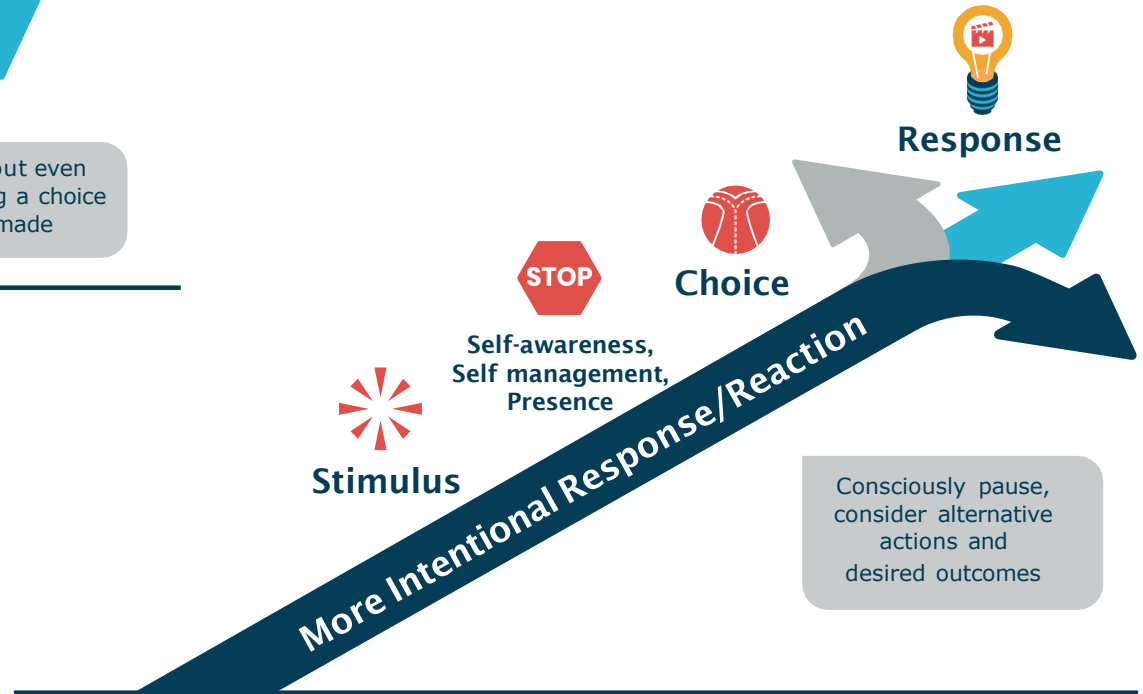 Response
out even
g a choice
made
Choice
STOP
Self-awareness,
Self management,
Presence
Stimulus
More Intentional Response/Reaction
Consciously pause,
consider alternative
actions and
desired outcomes